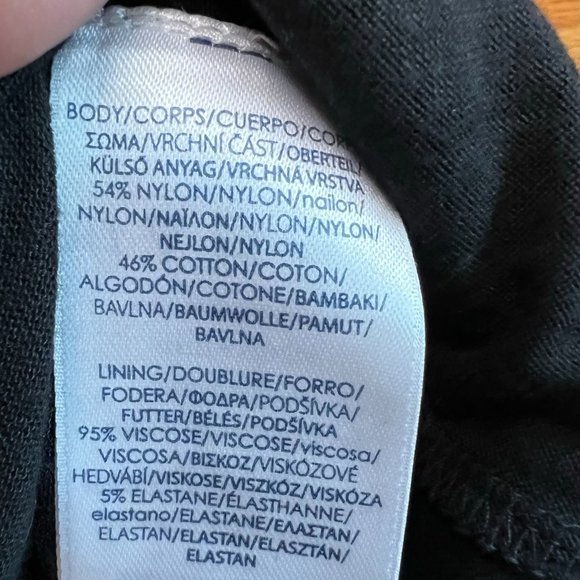 BODY/CORPS/CUERPO/
ΣΩΜΑ/VRCHNÍ ČÁST/OBERTEIL/
KÜLSŐ ANYAG/VRCHNÁ VRSTVA
54% NYLON/NYLON/nailon/
NYLON/ΝΑΪΛΟΝ/NYLON/NYLON/
NEJLON/NYLON
46% COTTON/COTON/
ALGODÓN/COTONE/BAMBAKI/
BAVLNA/BAUMWOLLE/PAMUT/
BAVLNA
LINING/DOUBLURE/FORRO/
FODERA/ΦΟΔΡΑ/PODŠÍVKA/
FUTTER/BÉLÉS/PODŠÍVKA
95% VISCOSE/VISCOSE/viscosa/
VISCOSA/ΒΙΣΚΟΖ/VISKÓZOVÉ
HEDVÁBÍ/VISKOSE/VISZKÓZ/VISKÓZA
5% ELASTANE/ÉLASTHANNE/
elastano/ELASTANE/ΕΛΑΣΤΑΝ/
ELASTAN/ELASTAN/ELASZTÁN/
ELASTAN